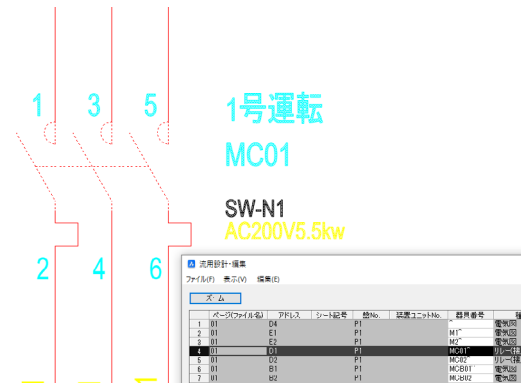 1 3 5
1号運転
MC01
SW-N1
AC200V5.5kw
2 4 6
流用設計・編集
ファイル(F) 表示(V) 編集(E)
ズーム
ページ(ファイル名) アドレス シート記号 盤No. 装置ユニットNo. 器具番号
1 01 D4 P1 電気図
2 01 E1 P1 M1~ 電気図
3 01 E2 P1 M2~ 電気図
4 01 D1 P1 MC01~ リレー(接
5 01 D2 P1 MC02~ リレー(接
6 01 B1 P1 MCB01~ 電気図
7 01 B2 P1 MCB02 電気図